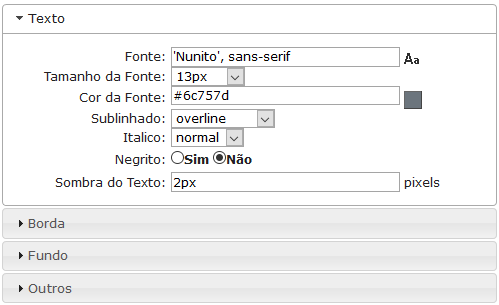 Texto
Fonte: 'Nunito', sans-serif Aa
Tamanho da Fonte: 13px
Cor da Fonte: #6c757d
Sublinhado: overline
Italico: normal
Negrito: Sim Não
Sombra do Texto: 2px pixels
Borda
Fundo
Outros